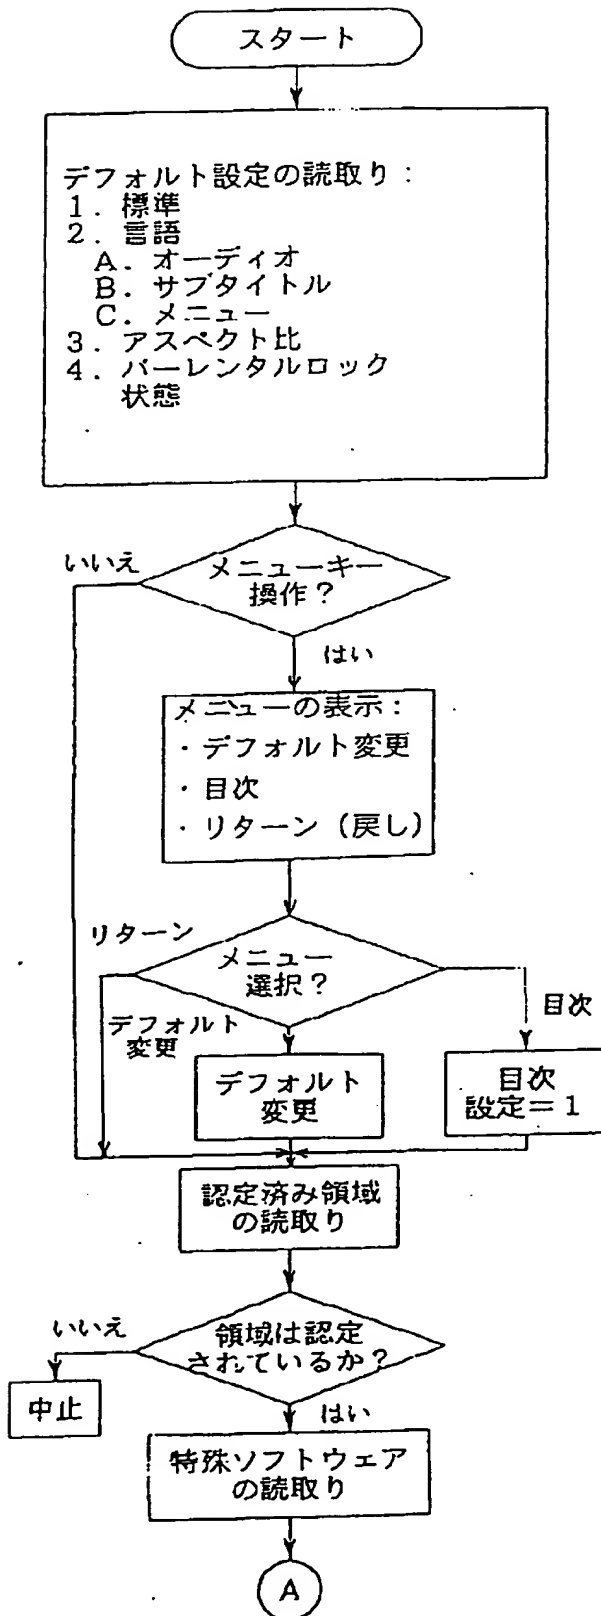 スタート
デフォルト設定の読取り：
1．標準
2．言語
A．オーディオ
B．サブタイトル
C．メニュー
3．アスペクト比
4．パーレンタルロック
状態
いいえ
メニューキー
操作？
はい
メニューの表示：
・デフォルト変更
・目次
・リターン（戻し）
リターン
メニュー
選択？
目次
デフォルト
変更
デフォルト
変更
目次
設定＝1
認定済み領域
の読取り
いいえ
領域は認定
されているか？
中止
はい
特殊ソフトウェア
の読取り
A